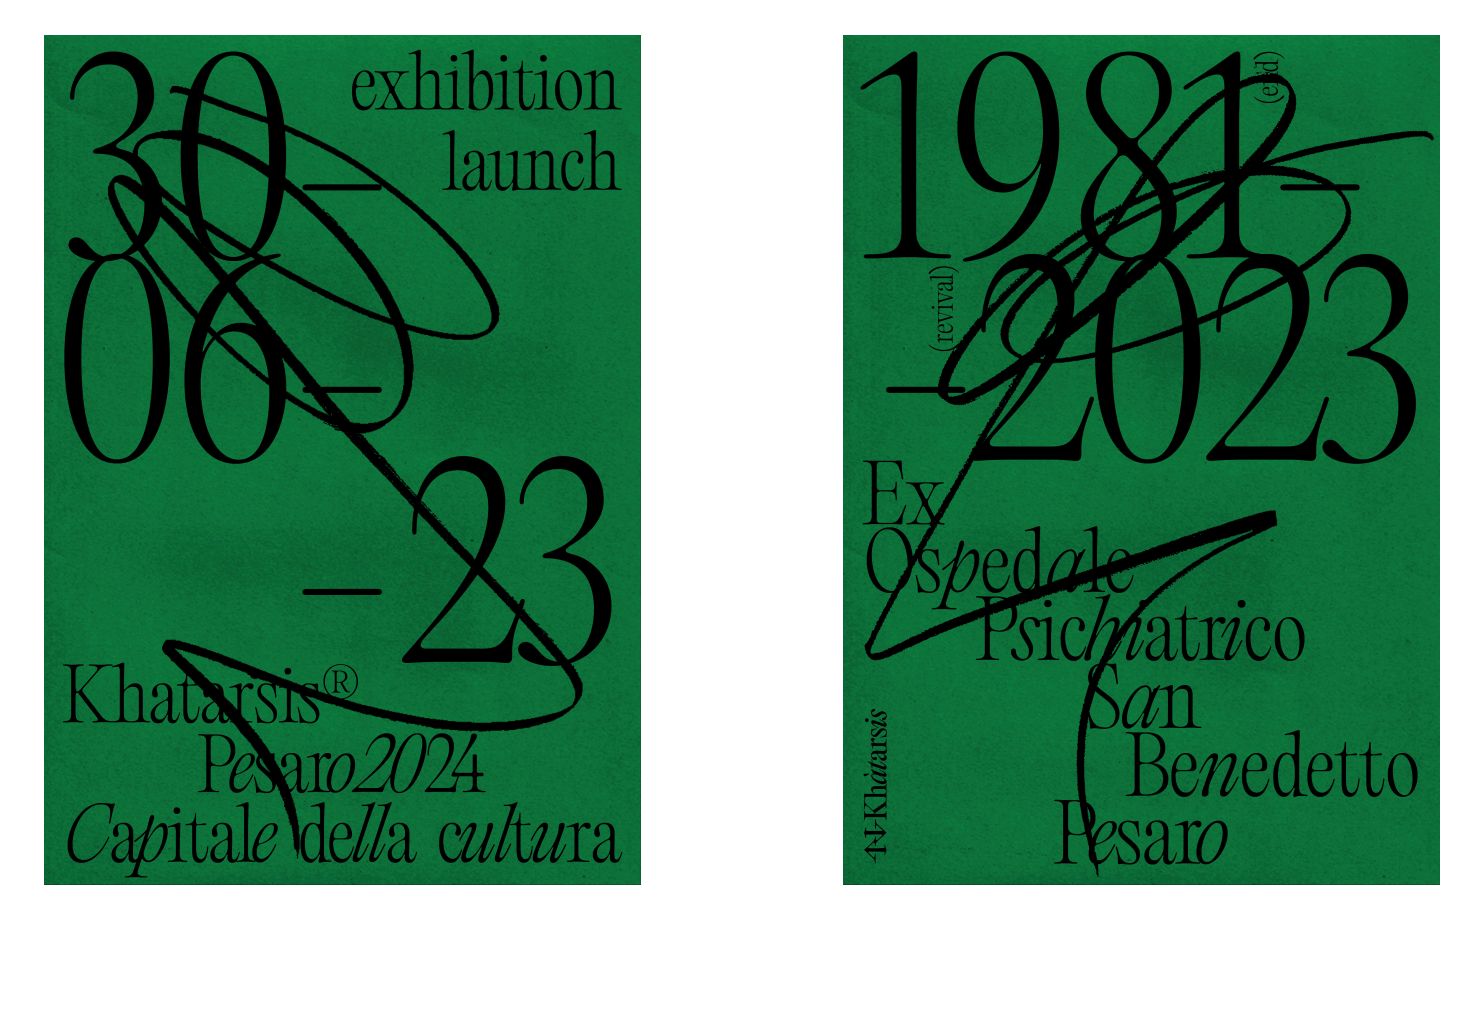 30—
exhibition
launch
06—
—23
Khatarsis®
Pesaro2024
Capitale della cultura
1981—
(end)
(revival)
—2023
Ex
Ospedale
Psichiatrico
San
Benedetto
Pesaro
Khàtarsis